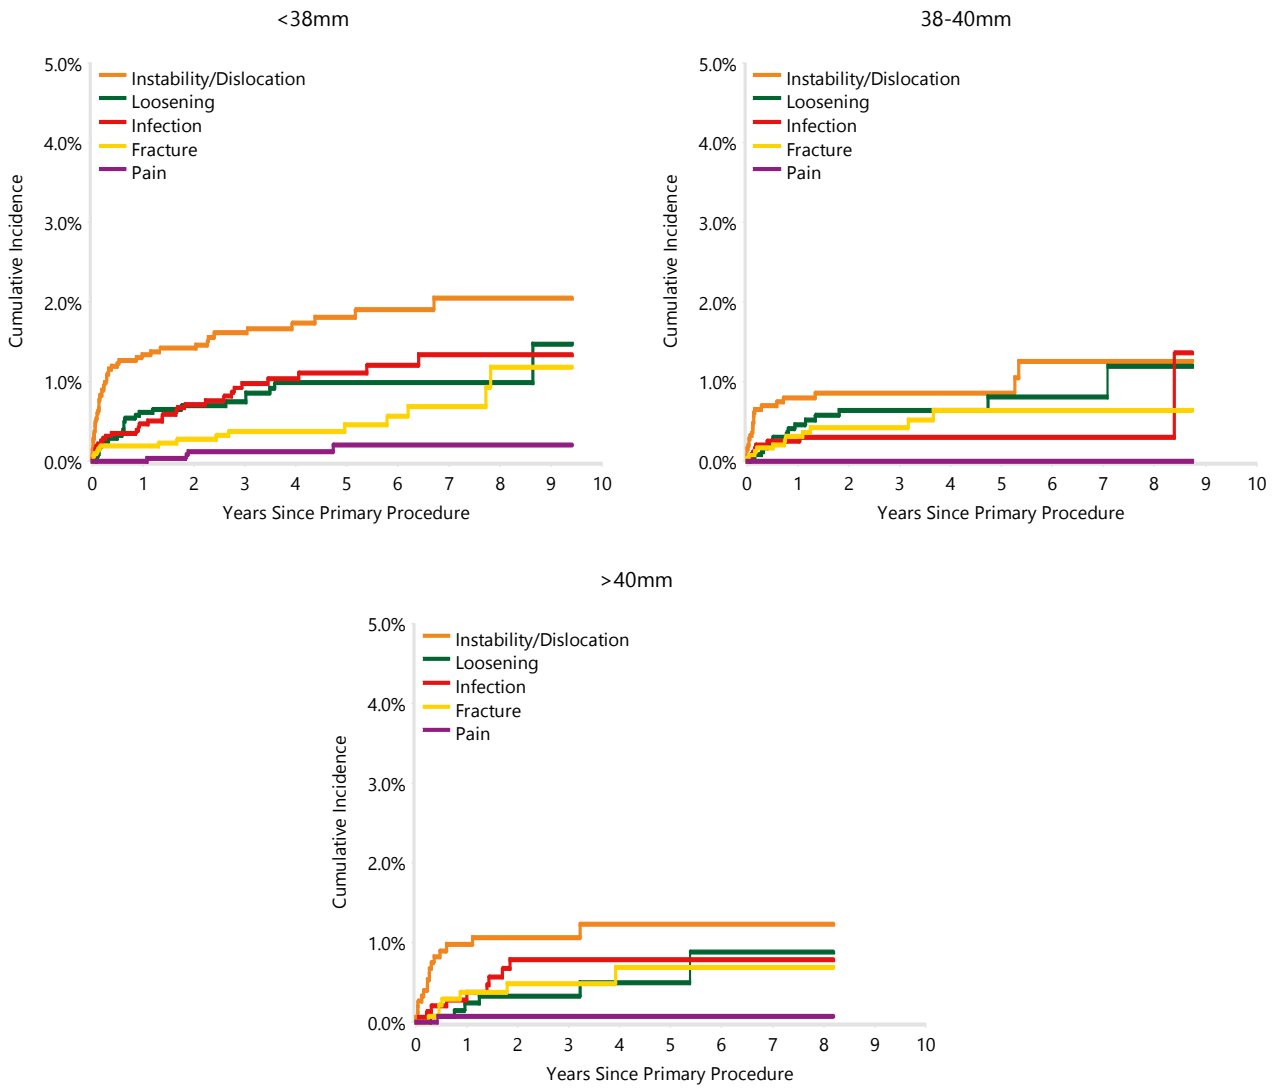 <38mm
5.0%
4.0%
3.0%
2.0%
1.0%
0.0%
Cumulative Incidence
Instability/Dislocation
Loosening
Infection
Fracture
Pain
0 1 2 3 4 5 6 7 8 9 10
Years Since Primary Procedure
38-40mm
5.0%
4.0%
3.0%
2.0%
1.0%
0.0%
Cumulative Incidence
Instability/Dislocation
Loosening
Infection
Fracture
Pain
0 1 2 3 4 5 6 7 8 9 10
Years Since Primary Procedure
>40mm
5.0%
4.0%
3.0%
2.0%
1.0%
0.0%
Cumulative Incidence
Instability/Dislocation
Loosening
Infection
Fracture
Pain
0 1 2 3 4 5 6 7 8 9 10
Years Since Primary Procedure